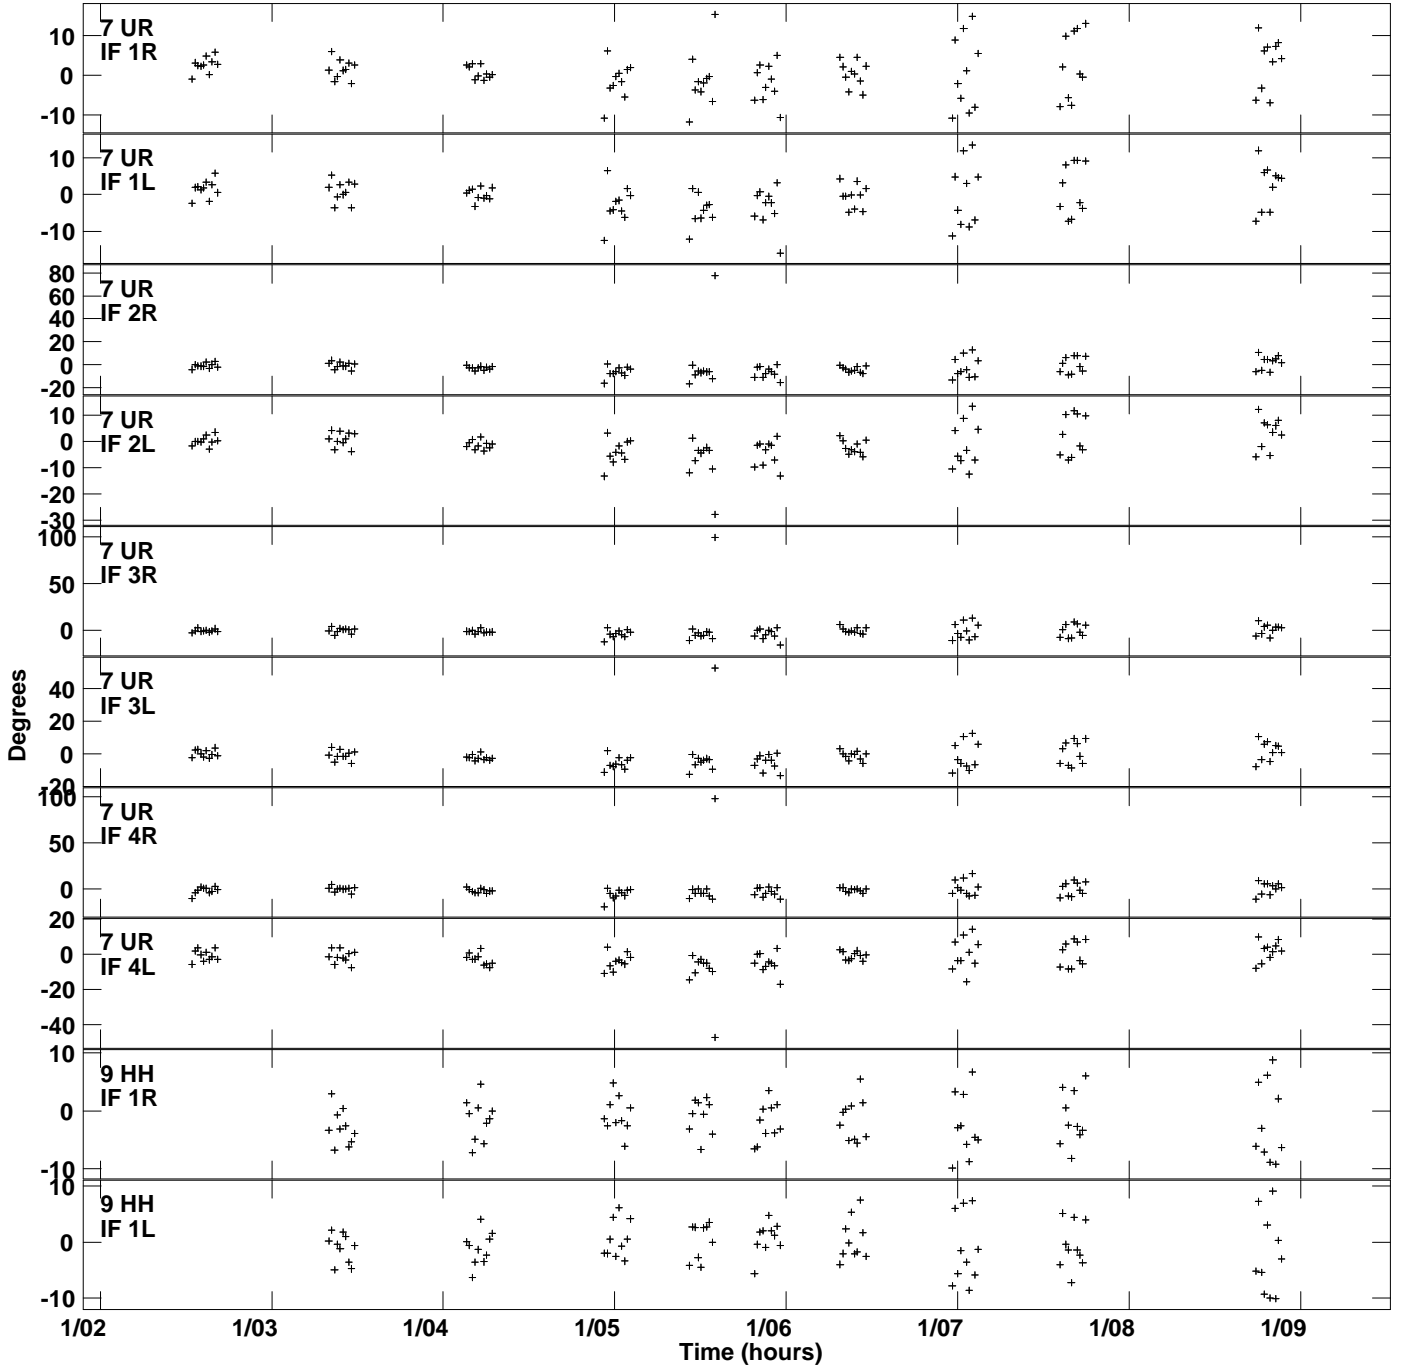 7 UR
IF 1R
10
0
-10
7 UR
IF 1L
10
0
-10
7 UR
IF 2R
80
60
40
20
0
-20
7 UR
IF 2L
10
0
-10
-20
-30
7 UR
IF 3R
100
50
0
7 UR
IF 3L
40
20
0
-20
7 UR
IF 4R
100
50
0
7 UR
IF 4L
20
0
-20
-40
9 HH
IF 1R
10
0
-10
9 HH
IF 1L
10
0
-10
Degrees
1/02 1/03 1/04 1/05 1/06 1/07 1/08 1/09
Time (hours)